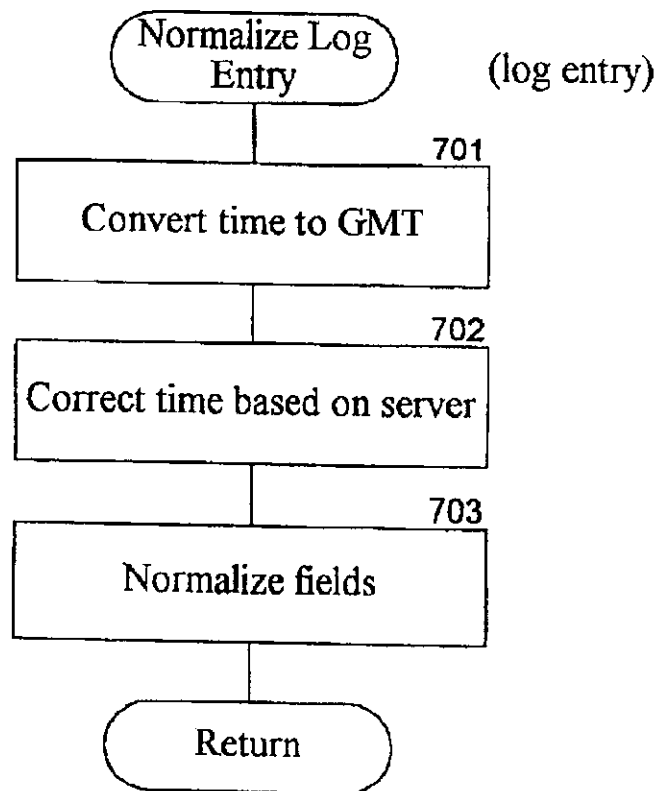 Normalize Log
Entry
(log entry)
701
Convert time to GMT
702
Correct time based on server
703
Normalize fields
Return